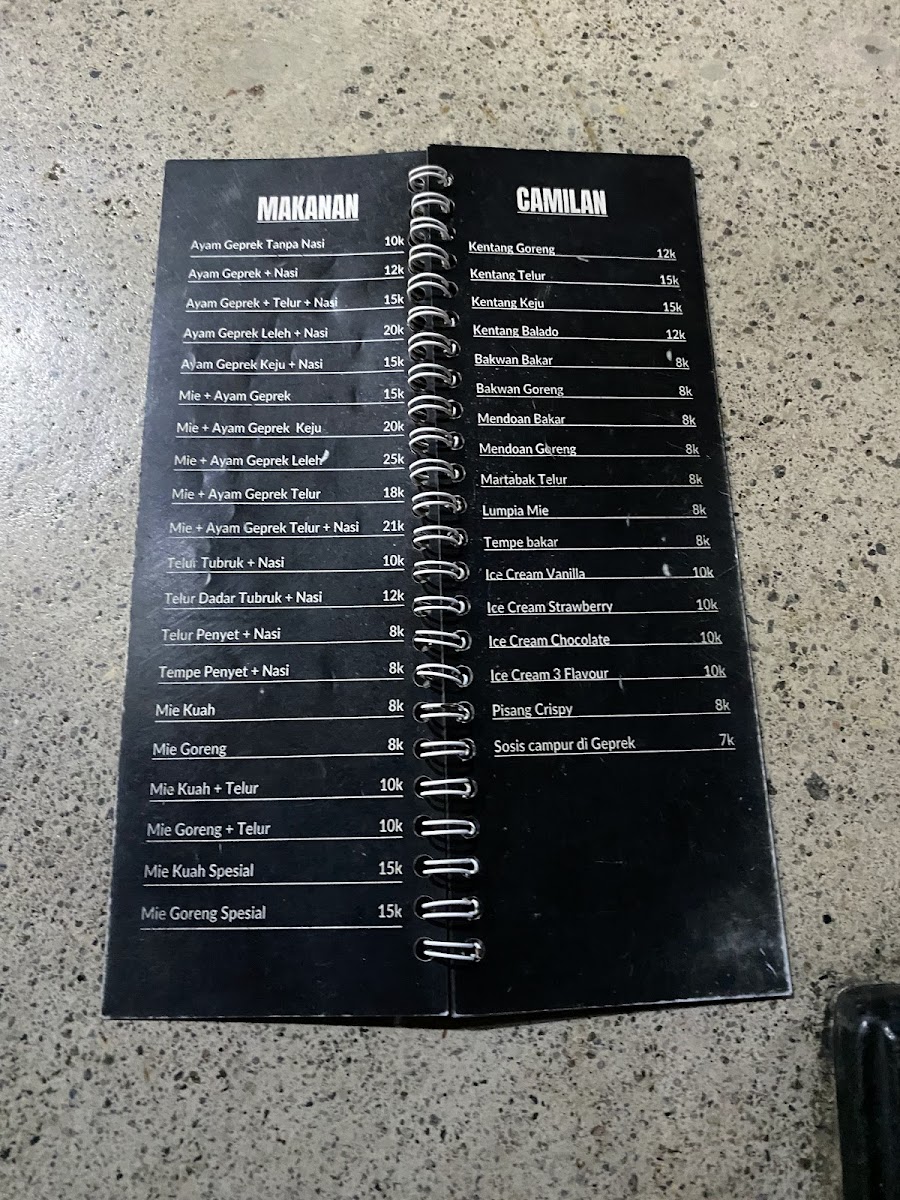 MAKANAN
Ayam Geprek Tanpa Nasi 10k
Ayam Geprek + Nasi 12k
Ayam Geprek + Telur + Nasi 15k
Ayam Geprek Leleh + Nasi 20k
Ayam Geprek Keju + Nasi 15k
Mie + Ayam Geprek 15k
Mie + Ayam Geprek Keju 20k
Mie + Ayam Geprek Leleh 25k
Mie + Ayam Geprek Telur 18k
Mie + Ayam Geprek Telur + Nasi 21k
Telur Tubruk + Nasi 10k
Telur Dadar Tubruk + Nasi 12k
Telur Penyet + Nasi 8k
Tempe Penyet + Nasi 8k
Mie Kuah 8k
Mie Goreng 8k
Mie Kuah + Telur 10k
Mie Goreng + Telur 10k
Mie Kuah Spesial 15k
Mie Goreng Spesial 15k
CAMILAN
Kentang Goreng 12k
Kentang Telur 15k
Kentang Keju 15k
Kentang Balado 12k
Bakwan Bakar 8k
Bakwan Goreng 8k
Mendoan Bakar 8k
Mendoan Goreng 8k
Martabak Telur 8k
Lumpia Mie 8k
Tempe bakar 8k
Ice Cream Vanilla 10k
Ice Cream Strawberry 10k
Ice Cream Chocolate 10k
Ice Cream 3 Flavour 10k
Pisang Crispy 8k
Sosis campur di Geprek 7k